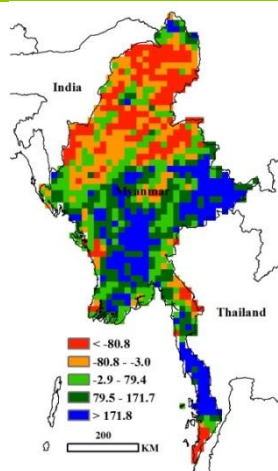 India
Myanmar
Thailand
< -80.8
-80.8 - -3.0
-2.9 - 79.4
79.5 - 171.7
> 171.8
200
KM